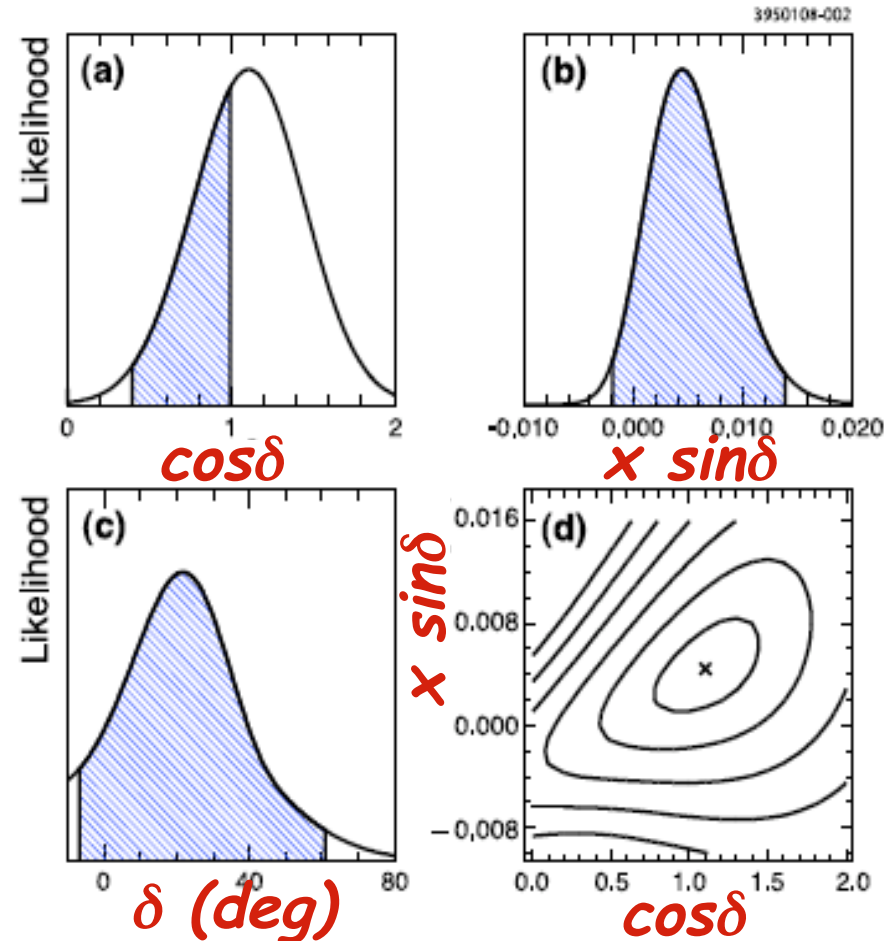 3950108-002
Likelihood
(a)
0 1 2
cosδ
(b)
-0.010 0.000 0.010 0.020
x sinδ
Likelihood
(c)
0 40 80
δ (deg)
x sinδ
(d)
0.016
0.008
0.000
−0.008
0.0 0.5 1.0 1.5 2.0
cosδ